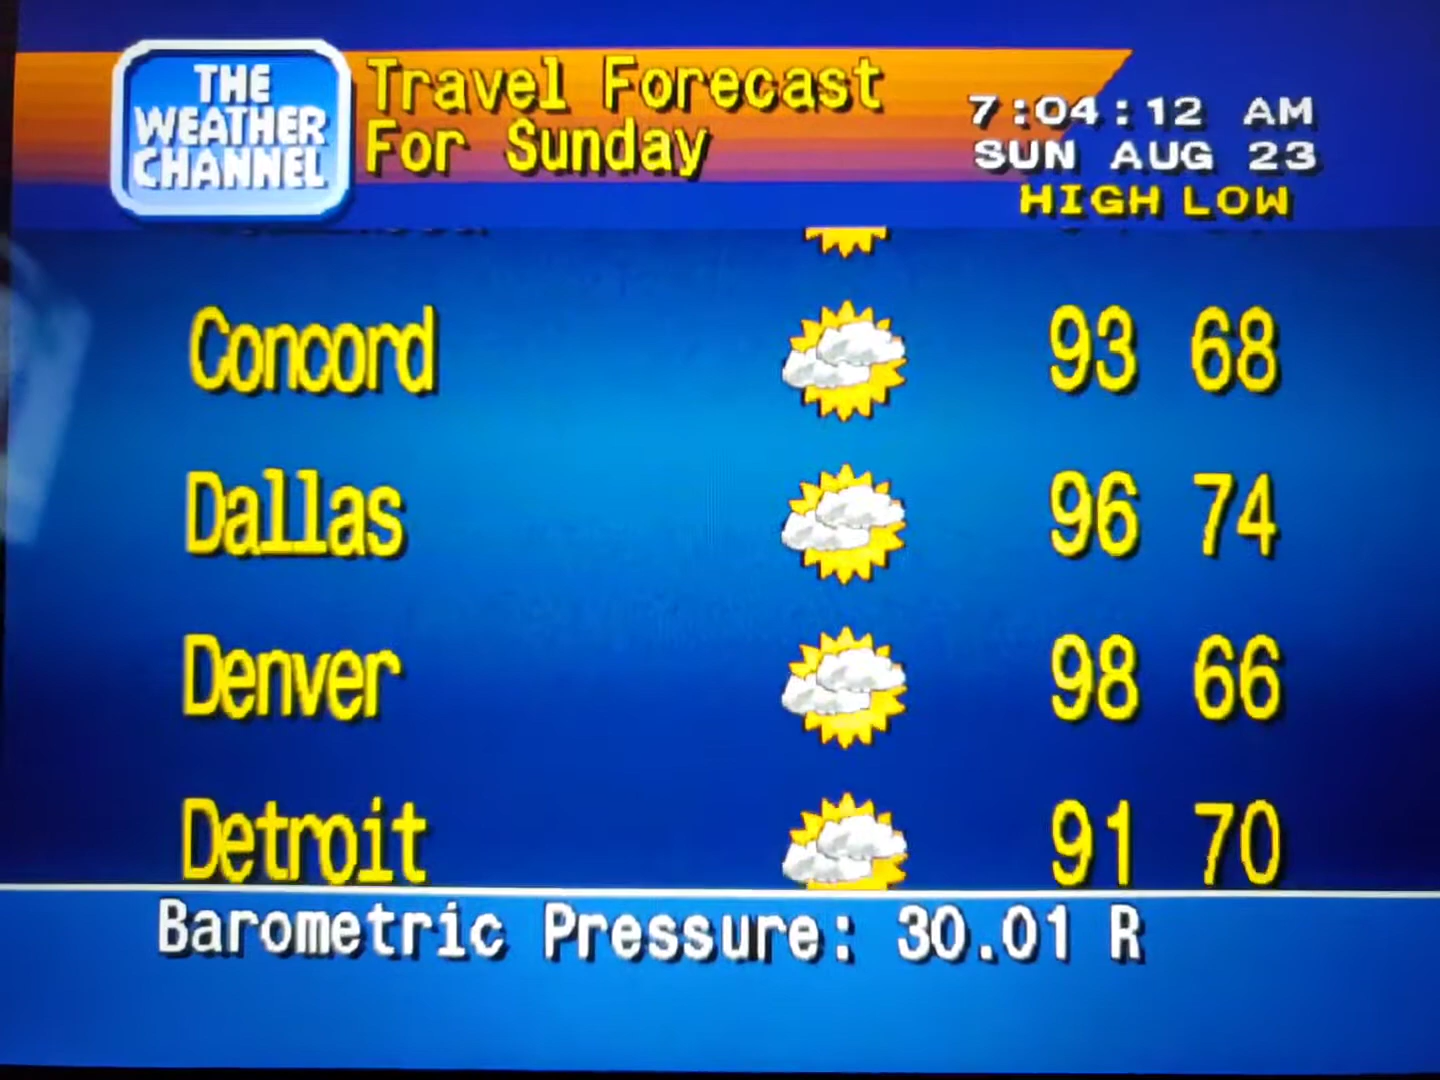 THE
WEATHER
CHANNEL
Travel Forecast
For Sunday
7:04:12 AM
SUN AUG 23
HIGH LOW
Concord 93 68
Dallas 96 74
Denver 98 66
Detroit 91 70
Barometric Pressure: 30.01 R